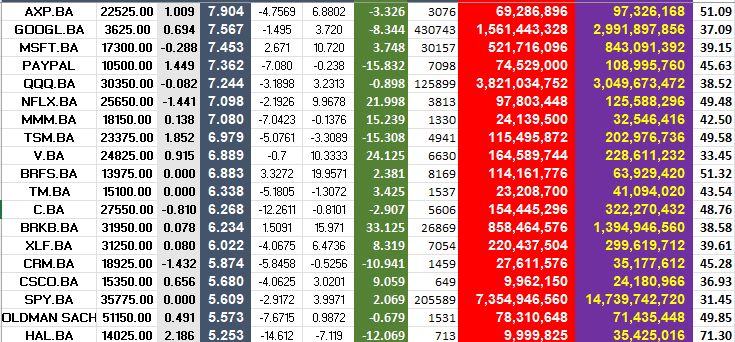 AXP.BA 22525.00 1.009 7.904 -4.7569 6.8802 -3.326 3076 69,286,896 97,326,168 51.09
GOOGL.BA 3625.00 0.694 7.567 -1.495 3.720 -8.344 430743 1,561,443,328 2,991,897,856 37.09
MSFT.BA 17300.00 -0.288 7.453 2.671 10.720 3.748 30157 521,716,096 843,091,392 39.15
PAYPAL 10500.00 1.449 7.362 -7.080 -0.238 -15.832 7098 74,529,000 108,995,760 45.63
QQQ.BA 30350.00 -0.082 7.244 -3.1898 3.2313 -0.898 125899 3,821,034,752 3,049,673,472 38.52
NFLX.BA 25650.00 -1.441 7.098 -2.1926 9.9678 21.998 3813 97,803,448 125,588,296 49.48
MMM.BA 18150.00 0.138 7.080 -7.0423 -0.1376 15.239 1330 24,139,500 32,546,416 42.50
TSM.BA 23375.00 1.852 6.979 -5.0761 -3.3089 -15.308 4941 115,495,872 202,976,736 49.58
V.BA 24825.00 0.915 6.889 -0.7 10.3333 24.125 6630 164,589,744 228,611,232 33.45
BRFS.BA 13975.00 0.000 6.883 3.3272 19.9571 2.381 8169 114,161,776 63,929,420 51.32
TM.BA 15100.00 0.000 6.338 -5.1805 -1.3072 3.425 1537 23,208,700 41,094,020 43.54
C.BA 27550.00 -0.810 6.268 -12.2611 -0.8101 -2.907 5606 154,445,296 322,270,432 48.76
BRKB.BA 31950.00 0.078 6.234 1.5091 15.971 33.125 26869 858,464,576 1,394,946,560 38.58
XLF.BA 31250.00 0.080 6.022 -4.0675 6.4736 8.319 7054 220,437,504 299,619,712 39.61
CRM.BA 18925.00 -1.432 5.874 -5.8458 -0.5256 -10.941 1459 27,611,576 35,177,612 45.28
CSCO.BA 15350.00 0.656 5.680 -4.0625 3.0201 9.059 649 9,962,150 24,180,966 36.93
SPY.BA 35775.00 0.000 5.609 -2.9172 3.9971 2.069 205589 7,354,946,560 14,739,742,720 31.45
OLDMAN SACH 51150.00 0.491 5.573 -7.6715 0.9872 -0.679 1531 78,310,648 71,435,448 49.85
HAL.BA 14025.00 2.186 5.253 -14.612 -7.119 -12.069 713 9,999,825 35,425,016 71.30